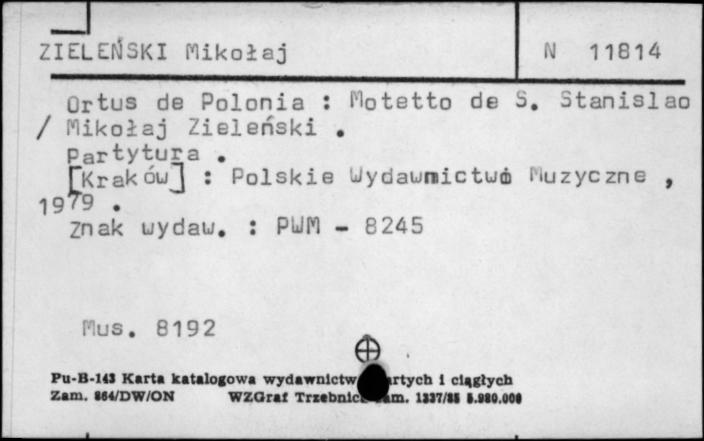 ZIELEŃSKI Mikołaj N 11814
Ortus de Polonia : Motetto de S. Stanislao
/ Mikołaj Zieleński .
Partytura .
[Kraków] : Polskie Wydawnictwo Muzyczne ,
1979 .
Znak wydaw. : PWM - 8245
Mus. 8192
Pu-B-143 Karta katalogowa wydawnictw i ciągłych
Zam. 864/DW/ON WZGraf 1337/85 5.980.000